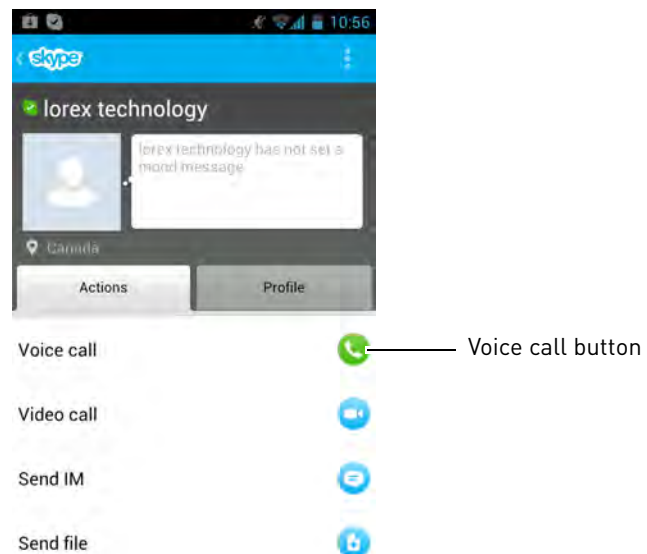 10:56
skype
lorex technology
lorex technology has not set a
mood message
Canada
Actions Profile
Voice call
Voice call button
Video call
Send IM
Send file